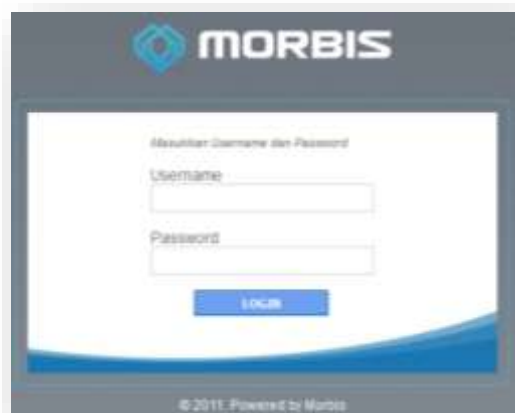 MORBIS
Masukkan Username dan Password
Username
Password
LOGIN
© 2011. Powered by Morbis